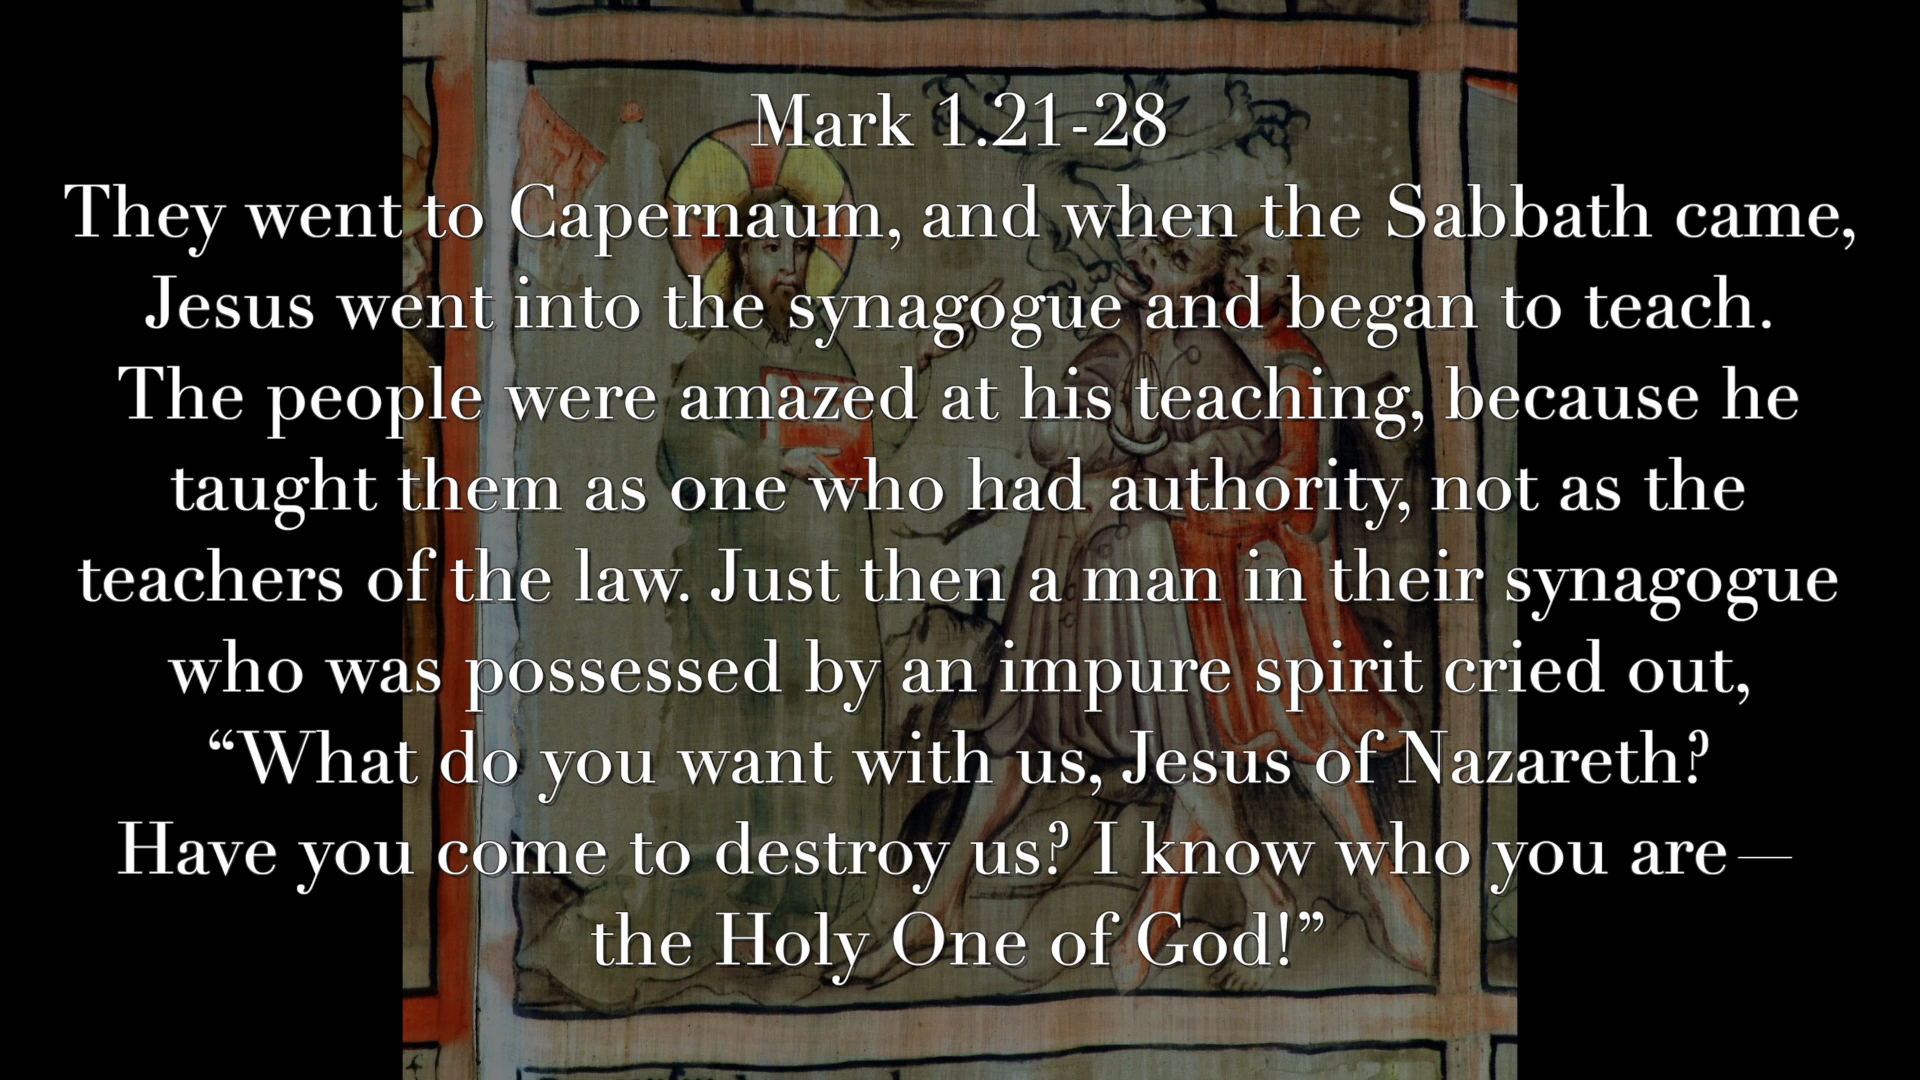 Mark 1.21-28
They went to Capernaum, and when the Sabbath came,
Jesus went into the synagogue and began to teach.
The people were amazed at his teaching, because he
taught them as one who had authority, not as the
teachers of the law. Just then a man in their synagogue
who was possessed by an impure spirit cried out,
“What do you want with us, Jesus of Nazareth?
Have you come to destroy us? I know who you are—
the Holy One of God!”